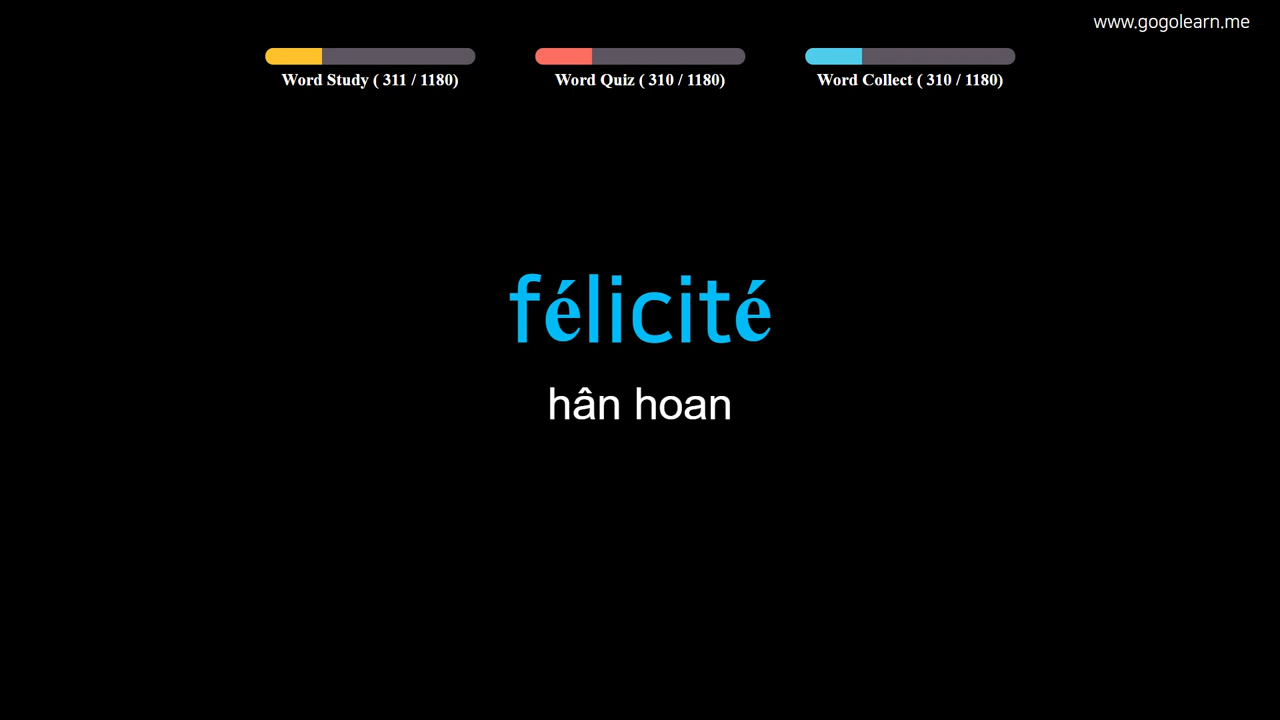 www.gogolearn.me
Word Study ( 311 / 1180)
Word Quiz ( 310 / 1180)
Word Collect ( 310 / 1180)
félicité
hân hoan